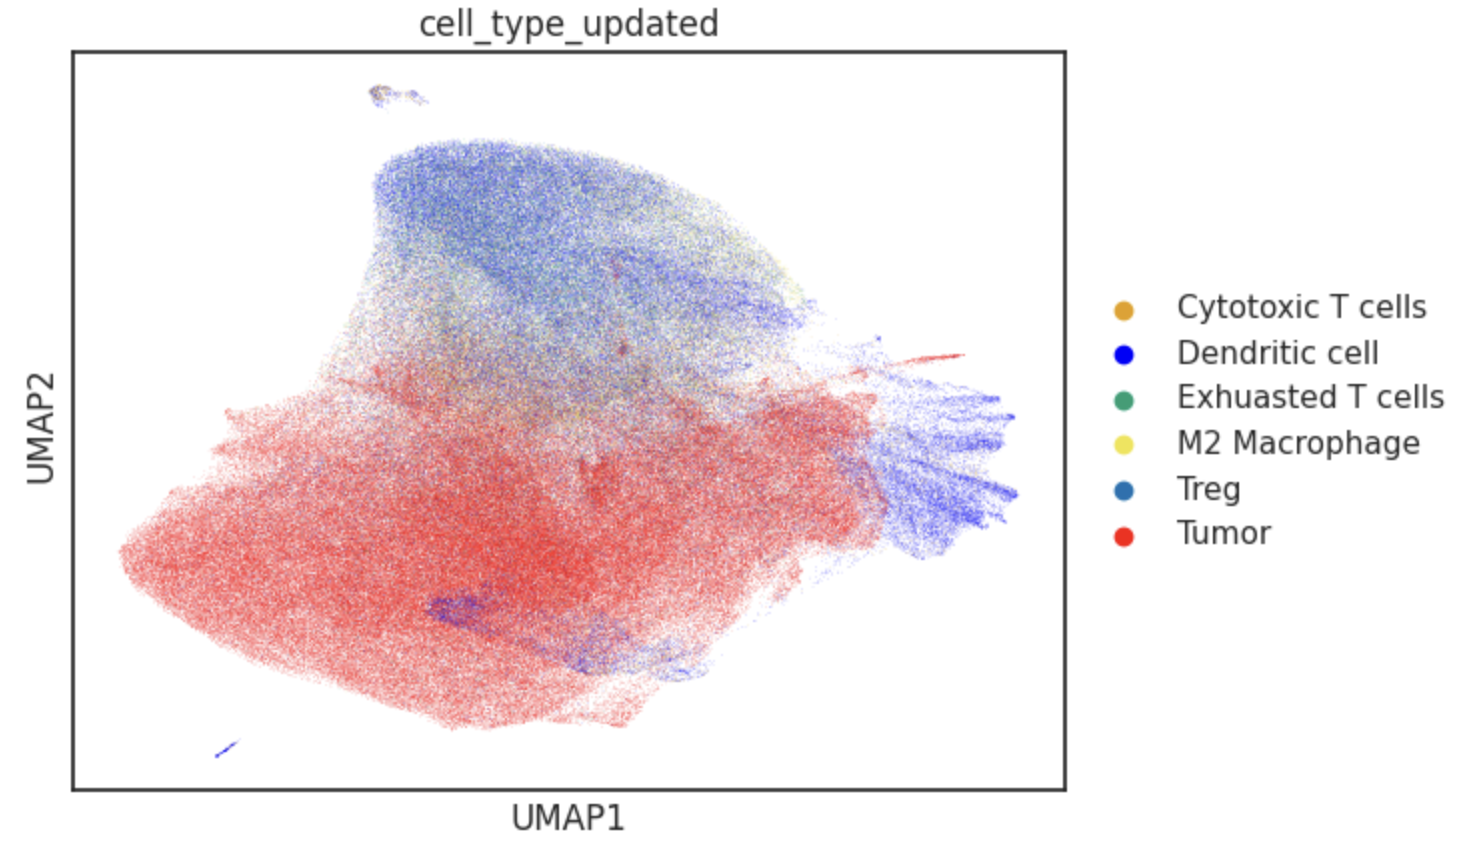 cell_type_updated
UMAP2
Cytotoxic T cells
Dendritic cell
Exhuasted T cells
M2 Macrophage
Treg
Tumor
UMAP1